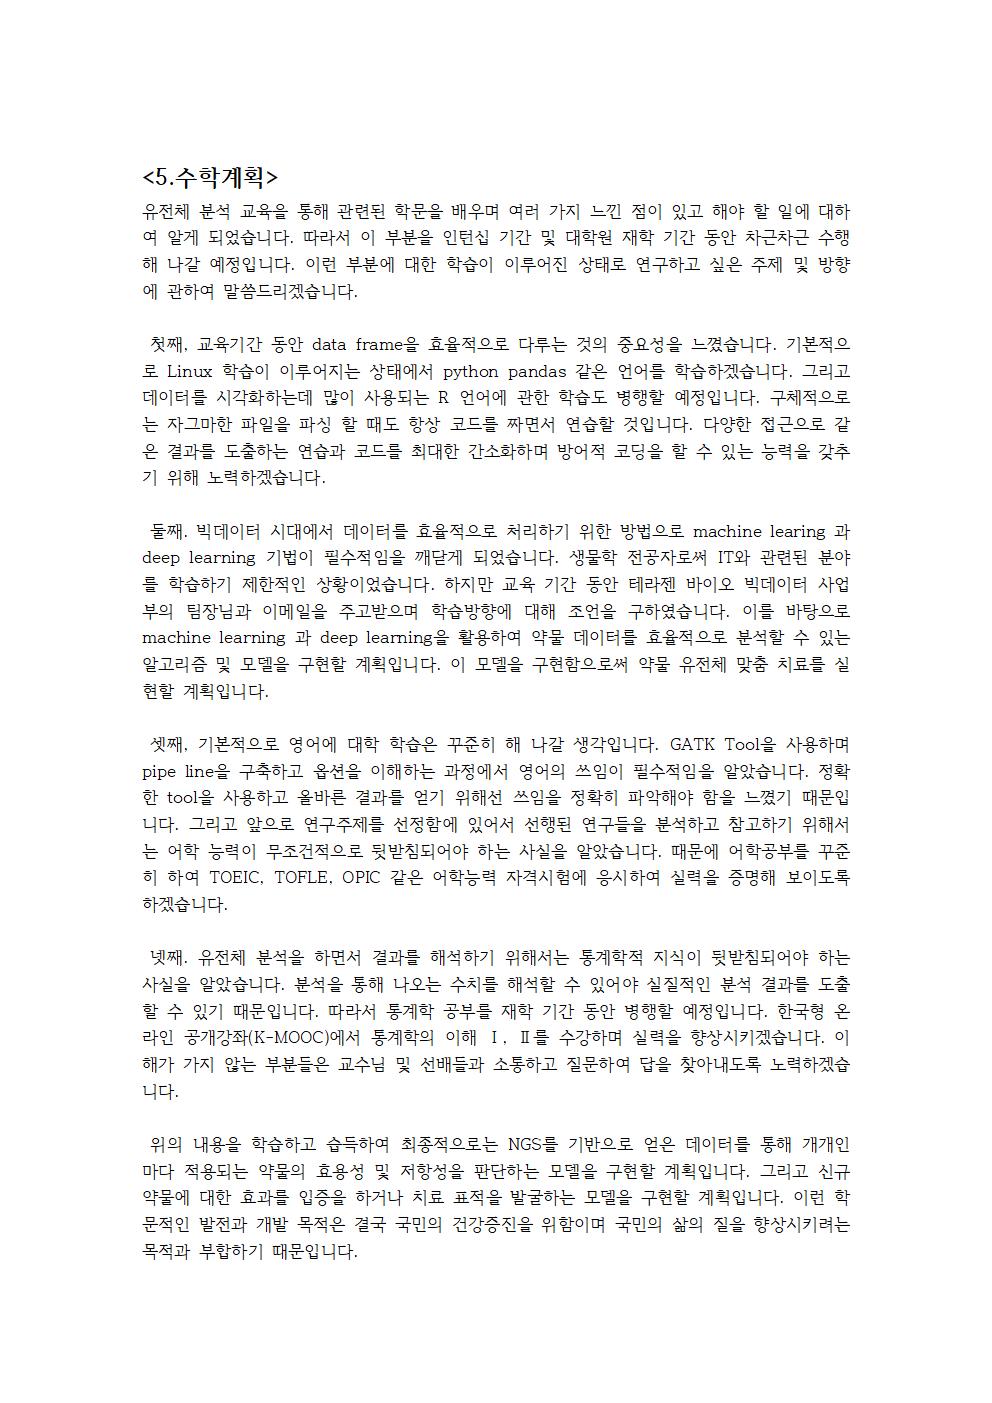 <5.수학계획>
유전체 분석 교육을 통해 관련된 학문을 배우며 여러 가지 느낀 점이 있고 해야 할 일에 대하
여 알게 되었습니다. 따라서 이 부분을 인턴십 기간 및 대학원 재학 기간 동안 차근차근 수행
해 나갈 예정입니다. 이런 부분에 대한 학습이 이루어진 상태로 연구하고 싶은 주제 및 방향
에 관하여 말씀드리겠습니다.
첫째, 교육기간 동안 data frame을 효율적으로 다루는 것의 중요성을 느꼈습니다. 기본적으
로 Linux 학습이 이루어지는 상태에서 python pandas 같은 언어를 학습하겠습니다. 그리고
데이터를 시각화하는데 많이 사용되는 R 언어에 관한 학습도 병행할 예정입니다. 구체적으로
는 자그마한 파일을 파싱 할 때도 항상 코드를 짜면서 연습할 것입니다. 다양한 접근으로 같
은 결과를 도출하는 연습과 코드를 최대한 간소화하며 방어적 코딩을 할 수 있는 능력을 갖추
기 위해 노력하겠습니다.
둘째. 빅데이터 시대에서 데이터를 효율적으로 처리하기 위한 방법으로 machine learing 과
deep learning 기법이 필수적임을 깨닫게 되었습니다. 생물학 전공자로써 IT와 관련된 분야
를 학습하기 제한적인 상황이었습니다. 하지만 교육 기간 동안 테라젠 바이오 빅데이터 사업
부의 팀장님과 이메일을 주고받으며 학습방향에 대해 조언을 구하였습니다. 이를 바탕으로
machine learning 과 deep learning을 활용하여 약물 데이터를 효율적으로 분석할 수 있는
알고리즘 및 모델을 구현할 계획입니다. 이 모델을 구현함으로써 약물 유전체 맞춤 치료를 실
현할 계획입니다.
셋째, 기본적으로 영어에 대학 학습은 꾸준히 해 나갈 생각입니다. GATK Tool을 사용하며
pipe line을 구축하고 옵션을 이해하는 과정에서 영어의 쓰임이 필수적임을 알았습니다. 정확
한 tool을 사용하고 올바른 결과를 얻기 위해선 쓰임을 정확히 파악해야 함을 느꼈기 때문입
니다. 그리고 앞으로 연구주제를 선정함에 있어서 선행된 연구들을 분석하고 참고하기 위해서
는 어학 능력이 무조건적으로 뒷받침되어야 하는 사실을 알았습니다. 때문에 어학공부를 꾸준
히 하여 TOEIC, TOFLE, OPIC 같은 어학능력 자격시험에 응시하여 실력을 증명해 보이도록
하겠습니다.
넷째. 유전체 분석을 하면서 결과를 해석하기 위해서는 통계학적 지식이 뒷받침되어야 하는
사실을 알았습니다. 분석을 통해 나오는 수치를 해석할 수 있어야 실질적인 분석 결과를 도출
할 수 있기 때문입니다. 따라서 통계학 공부를 재학 기간 동안 병행할 예정입니다. 한국형 온
라인 공개강좌(K-MOOC)에서 통계학의 이해 Ⅰ, Ⅱ를 수강하며 실력을 향상시키겠습니다. 이
해가 가지 않는 부분들은 교수님 및 선배들과 소통하고 질문하여 답을 찾아내도록 노력하겠습
니다.
위의 내용을 학습하고 습득하여 최종적으로는 NGS를 기반으로 얻은 데이터를 통해 개개인
마다 적용되는 약물의 효용성 및 저항성을 판단하는 모델을 구현할 계획입니다. 그리고 신규
약물에 대한 효과를 입증을 하거나 치료 표적을 발굴하는 모델을 구현할 계획입니다. 이런 학
문적인 발전과 개발 목적은 결국 국민의 건강증진을 위함이며 국민의 삶의 질을 향상시키려는
목적과 부합하기 때문입니다.